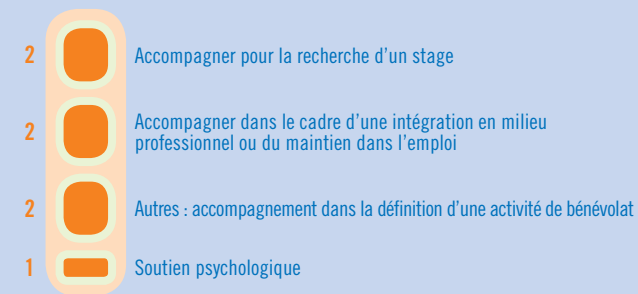 2 Accompagner pour la recherche d'un stage
2 Accompagner dans le cadre d'une intégration en milieu
professionnel ou du maintien dans l'emploi
2 Autres : accompagnement dans la définition d'une activité de bénévolat
1 Soutien psychologique